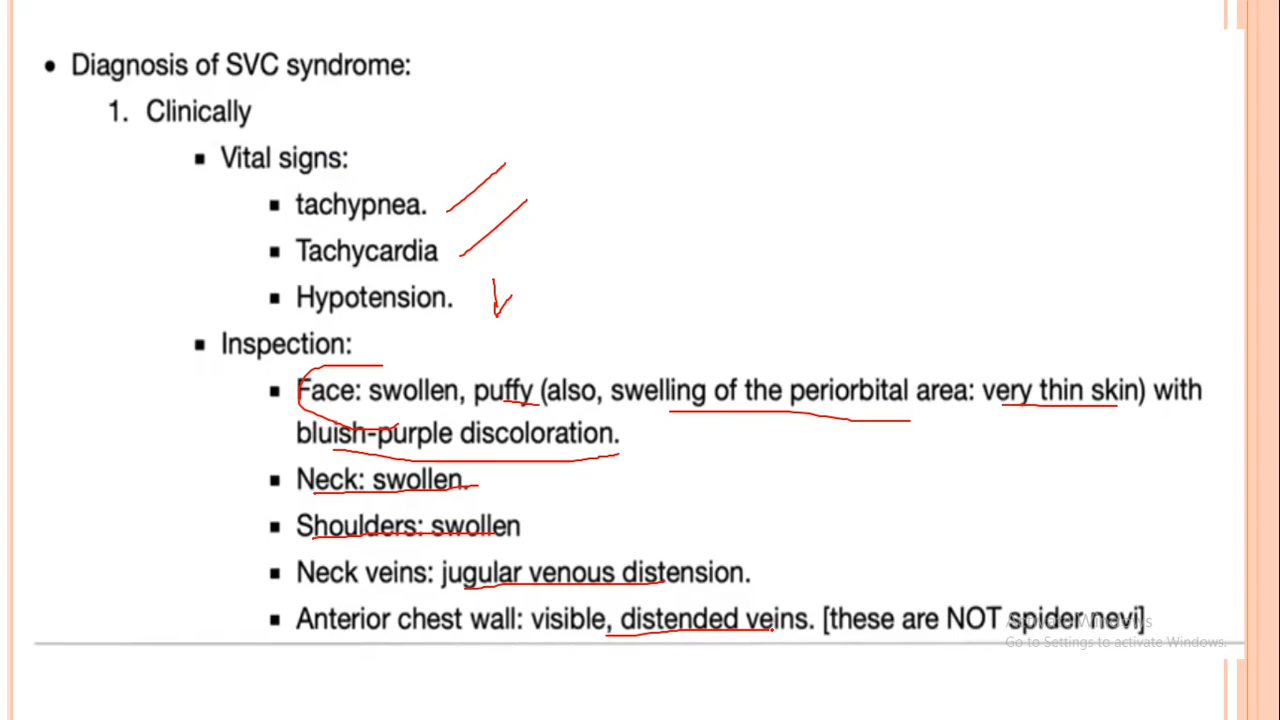 • Diagnosis of SVC syndrome:
1. Clinically
▪ Vital signs:
▪ tachypnea.
▪ Tachycardia
▪ Hypotension.
▪ Inspection:
▪ Face: swollen, puffy (also, swelling of the periorbital area: very thin skin) with
bluish-purple discoloration.
▪ Neck: swollen.
▪ Shoulders: swollen
▪ Neck veins: jugular venous distension.
▪ Anterior chest wall: visible, distended veins. [these are NOT spider nevi]
Activate Windows
Go to Settings to activate Windows.